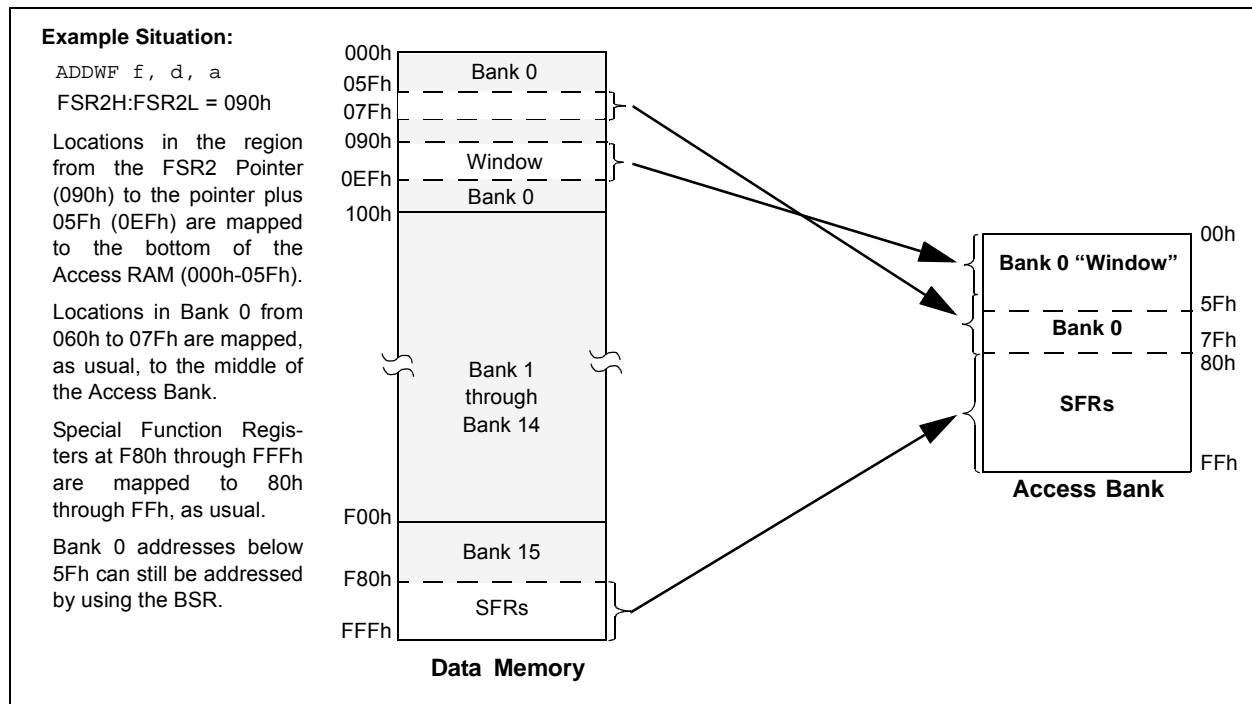 Example Situation:
ADDWF f, d, a
FSR2H:FSR2L = 090h
Locations in the region
from the FSR2 Pointer
(090h) to the pointer plus
05Fh (0EFh) are mapped
to the bottom of the
Access RAM (000h-05Fh).
Locations in Bank 0 from
060h to 07Fh are mapped,
as usual, to the middle of
the Access Bank.
Special Function Regis-
ters at F80h through FFFh
are mapped to 80h
through FFh, as usual.
Bank 0 addresses below
5Fh can still be addressed
by using the BSR.
000h
05Fh
07Fh
090h
0EFh
100h
F00h
F80h
FFFh
Bank 0
Window
Bank 0
Bank 1
through
Bank 14
Bank 15
SFRs
Data Memory
Bank 0 “Window”
Bank 0
SFRs
00h
5Fh
7Fh
80h
FFh
Access Bank